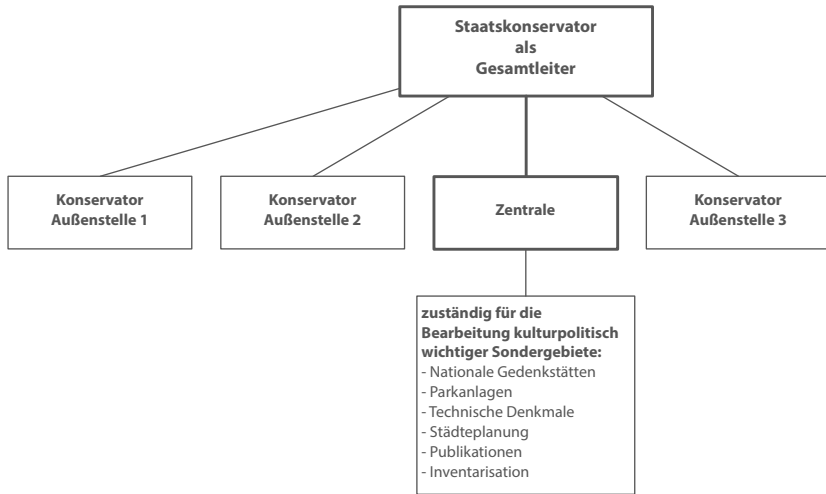 Staatskonservator
als
Gesamtleiter
Konservator
Außenstelle 1
Konservator
Außenstelle 2
Zentrale
Konservator
Außenstelle 3
zuständig für die
Bearbeitung kulturpolitisch
wichtiger Sondergebiete:
- Nationale Gedenkstätten
- Parkanlagen
- Technische Denkmale
- Städteplanung
- Publikationen
- Inventarisation